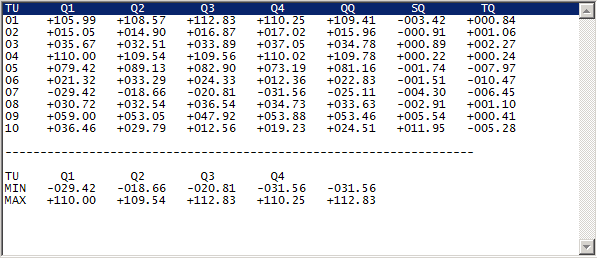 TU Q1 Q2 Q3 Q4 QQ SQ TQ
01 +105.99 +108.57 +112.83 +110.25 +109.41 -003.42 +000.84
02 +015.05 +014.90 +016.87 +017.02 +015.96 -000.91 +001.06
03 +035.67 +032.51 +033.89 +037.05 +034.78 +000.89 +002.27
04 +110.00 +109.54 +109.56 +110.02 +109.78 +000.22 +000.24
05 +079.42 +089.13 +082.90 +073.19 +081.16 -001.74 -007.97
06 +021.32 +033.29 +024.33 +012.36 +022.83 -001.51 -010.47
07 -029.42 -018.66 -020.81 -031.56 -025.11 -04.30 -006.45
08 +030.72 +032.54 +036.54 +034.73 +033.63 -002.91 +001.10
09 +059.00 +053.05 +047.92 +053.88 +053.46 +005.54 +000.41
10 +036.46 +029.79 +012.56 +019.23 +024.51 +011.95 -005.28
-------------------------------------------------------------------
TU Q1 Q2 Q3 Q4
MIN -029.42 -018.66 -020.81 -031.56 -031.56
MAX +110.00 +109.54 +112.83 +110.25 +112.83